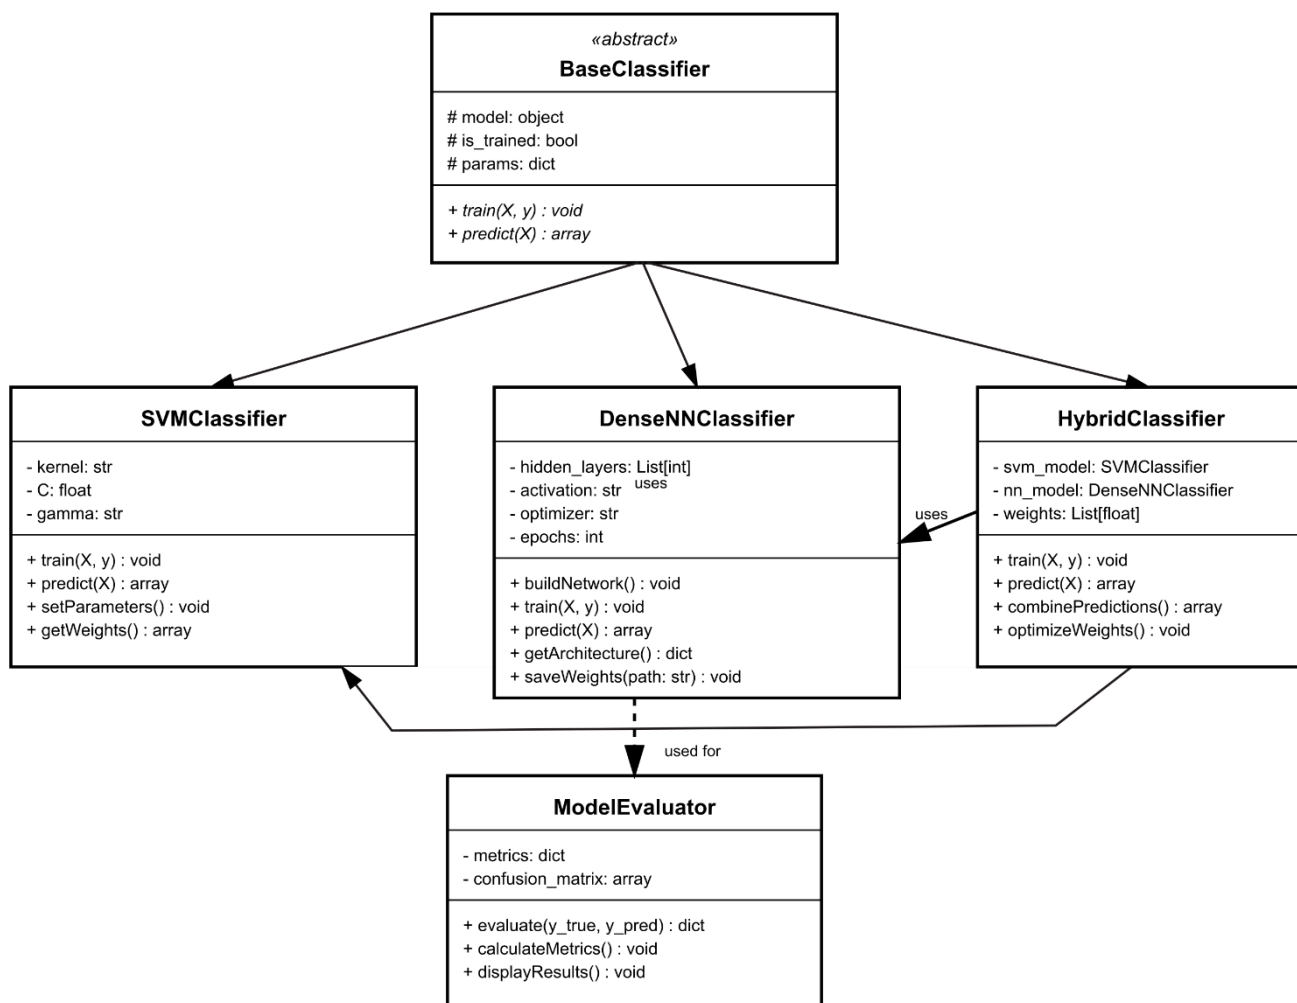 «abstract»
BaseClassifier
# model: object
# is_trained: bool
# params: dict
+ train(X, y) : void
+ predict(X) : array
SVMClassifier
- kernel: str
- C: float
- gamma: str
+ train(X, y) : void
+ predict(X) : array
+ setParameters() : void
+ getWeights() : array
DenseNNClassifier
- hidden_layers: List[int]
- activation: str
uses
- optimizer: str
- epochs: int
+ buildNetwork() : void
+ train(X, y) : void
+ predict(X) : array
+ getArchitecture() : dict
+ saveWeights(path: str) : void
uses
HybridClassifier
- svm_model: SVMClassifier
- nn_model: DenseNNClassifier
- weights: List[float]
+ train(X, y) : void
+ predict(X) : array
+ combinePredictions() : array
+ optimizeWeights() : void
used for
ModelEvaluator
- metrics: dict
- confusion_matrix: array
+ evaluate(y_true, y_pred) : dict
+ calculateMetrics() : void
+ displayResults() : void